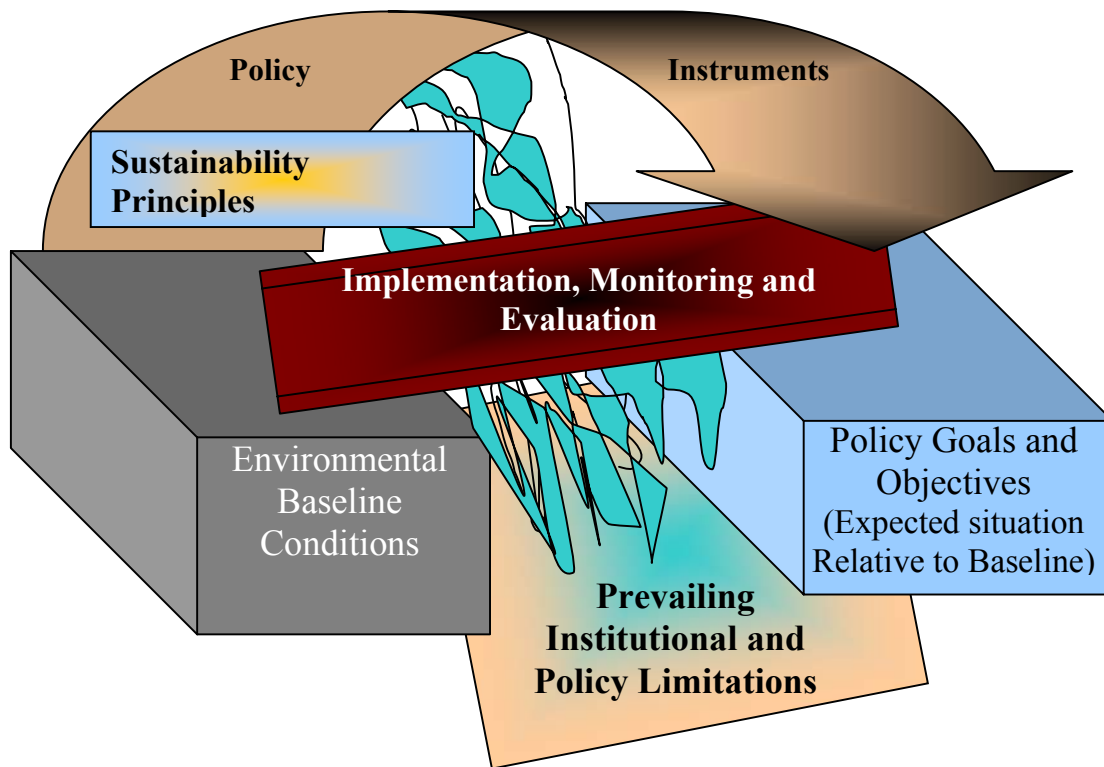 Policy
Instruments
Sustainability
Principles
Implementation, Monitoring and
Evaluation
Environmental
Baseline
Conditions
Policy Goals and
Objectives
(Expected situation
Relative to Baseline)
Prevailing
Institutional and
Policy Limitations